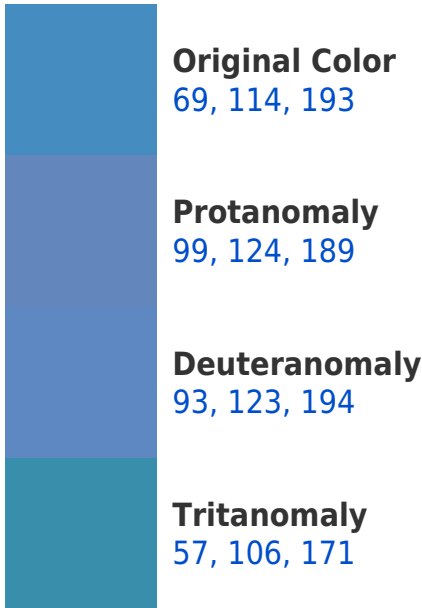 Original Color
69, 114, 193
Protanomaly
99, 124, 189
Deuteranomaly
93, 123, 194
Tritanomaly
57, 106, 171